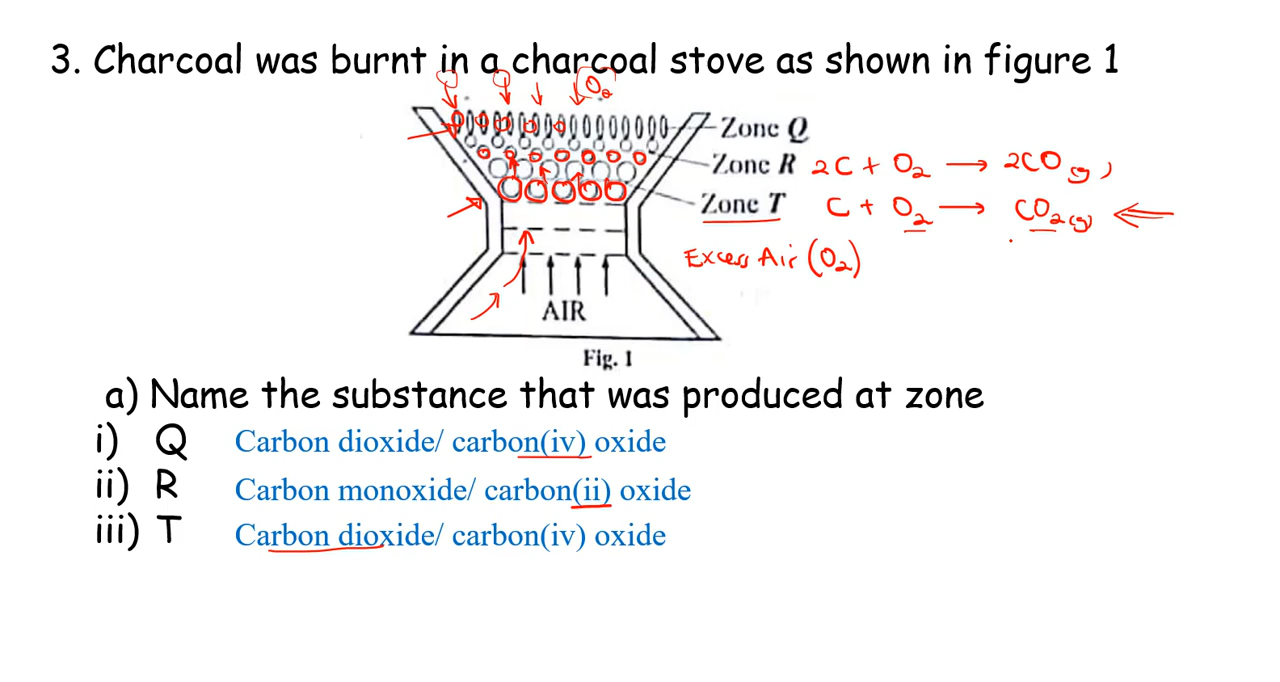 3. Charcoal was burnt in a charcoal stove as shown in figure 1
O₂
Zone Q
Zone R 2C + O₂ → 2CO(g)
Zone T C + O₂ → CO₂(g)
Excess Air (O₂)
AIR
Fig. 1
a) Name the substance that was produced at zone
i) Q Carbon dioxide/ carbon(iv) oxide
ii) R Carbon monoxide/ carbon(ii) oxide
iii) T Carbon dioxide/ carbon(iv) oxide